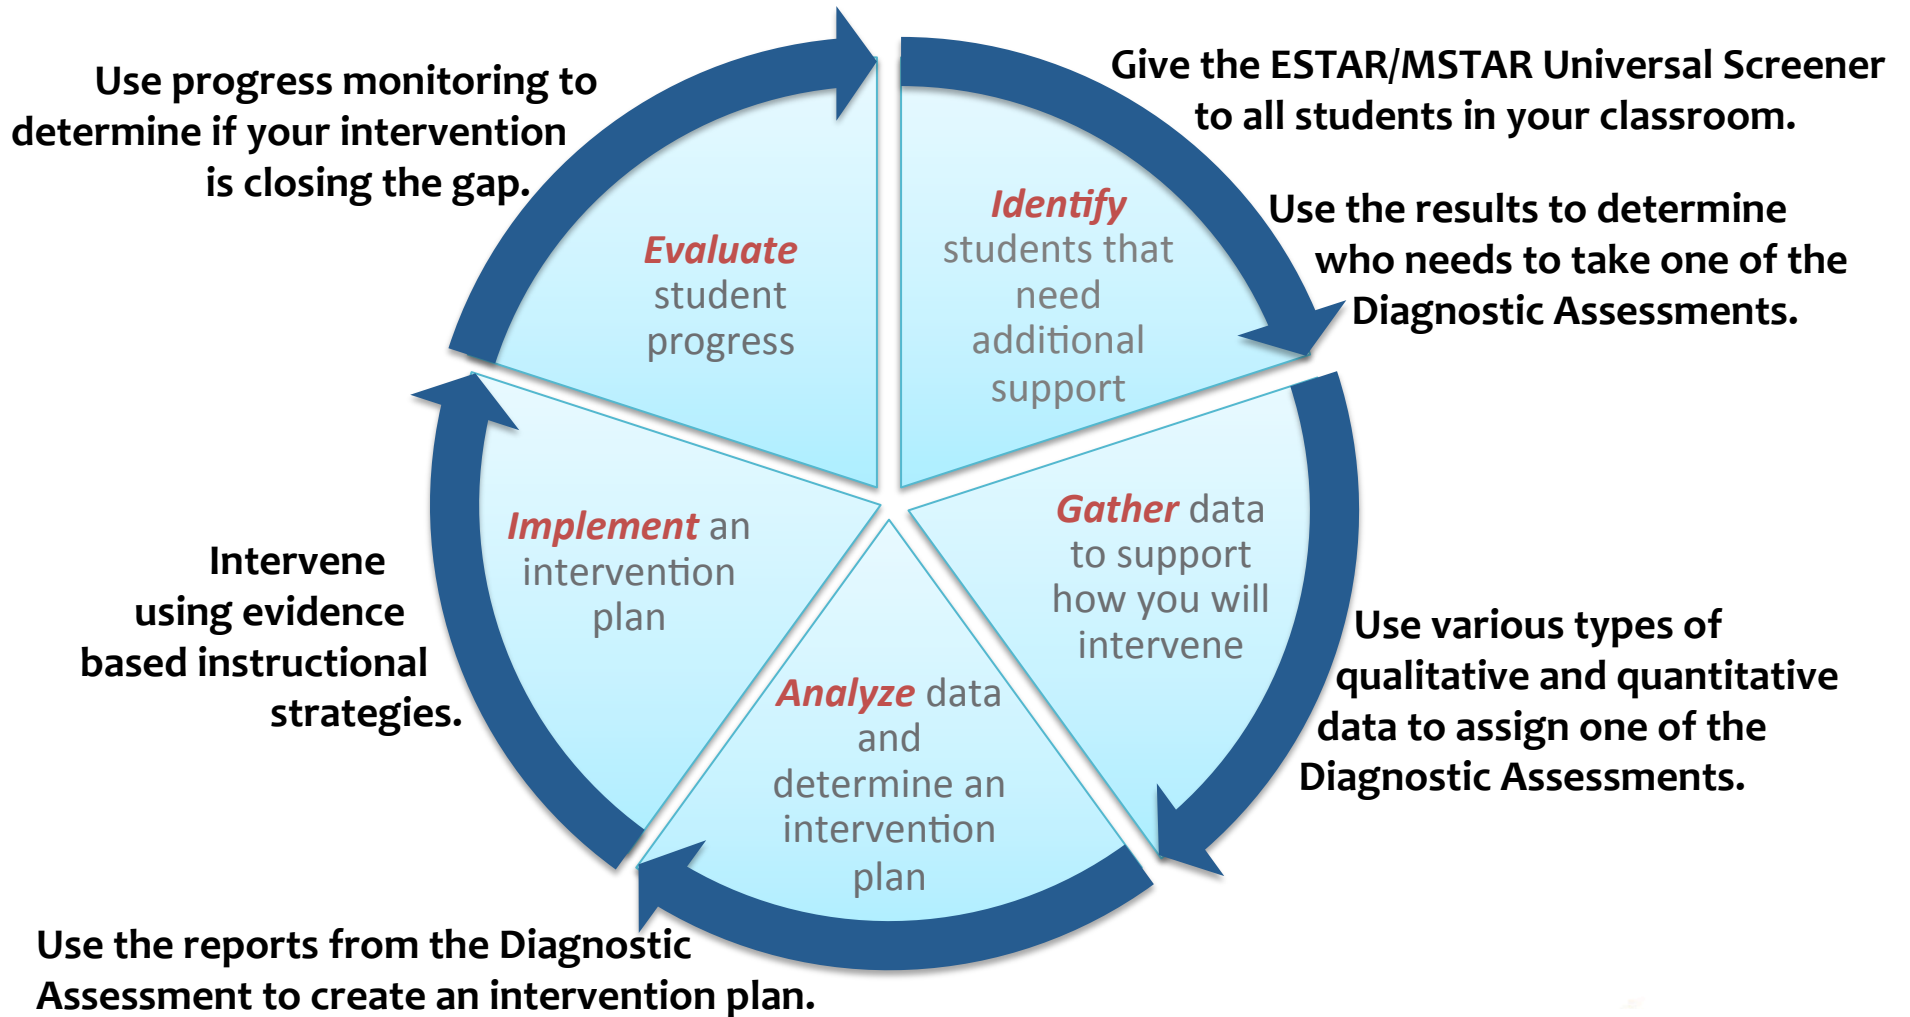 Give the ESTAR/MSTAR Universal Screener
to all students in your classroom.
Use the results to determine
who needs to take one of the
Diagnostic Assessments.
Identify
students that
need
additional
support
Gather data
to support
how you will
intervene
Use various types of
qualitative and quantitative
data to assign one of the
Diagnostic Assessments.
Analyze data
and
determine an
intervention
plan
Use the reports from the Diagnostic
Assessment to create an intervention plan.
Implement an
intervention
plan
Intervene
using evidence
based instructional
strategies.
Evaluate
student
progress
Use progress monitoring to
determine if your intervention
is closing the gap.